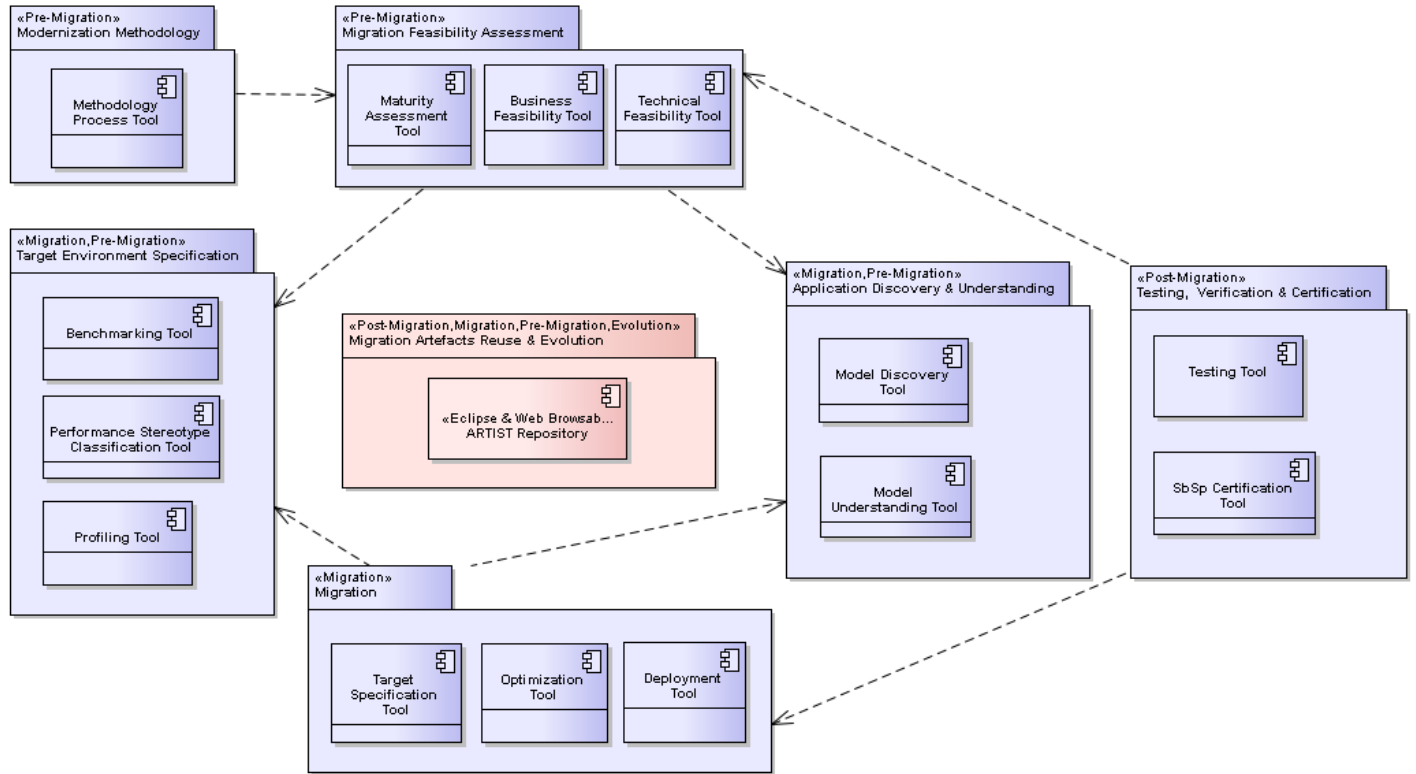 «Pre-Migration»
Modernization Methodology
Methodology
Process Tool
«Pre-Migration»
Migration Feasibility Assessment
Maturity
Assessment
Tool
Business
Feasibility Tool
Technical
Feasibility Tool
«Migration,Pre-Migration»
Target Environment Specification
Benchmarking Tool
Performance Stereotype
Classification Tool
Profiling Tool
«Post-Migration,Migration,Pre-Migration,Evolution»
Migration Artefacts Reuse & Evolution
«Eclipse & Web Browsab...
ARTIST Repository
«Migration,Pre-Migration»
Application Discovery & Understanding
Model Discovery
Tool
Model
Understanding Tool
«Post-Migration»
Testing, Verification & Certification
Testing Tool
SbSp Certification
Tool
«Migration»
Migration
Target
Specification
Tool
Optimization
Tool
Deployment
Tool